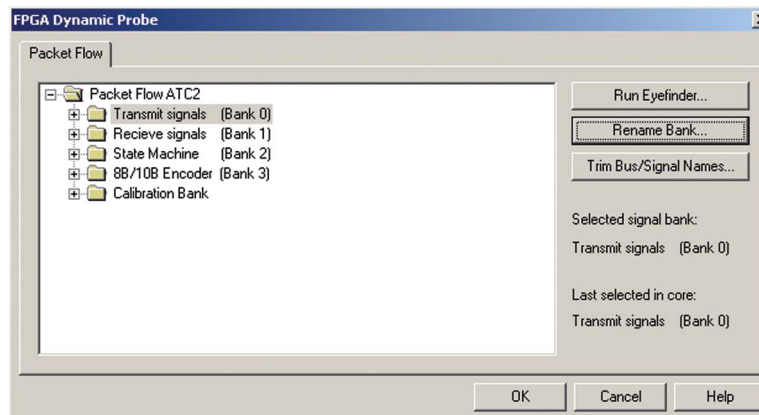 FPGA Dynamic Probe
Packet Flow
Packet Flow ATC2
Transmit signals (Bank 0)
Recieve signals (Bank 1)
State Machine (Bank 2)
8B/10B Encoder (Bank 3)
Calibration Bank
Run Eyefinder...
Rename Bank...
Trim Bus/Signal Names...
Selected signal bank:
Transmit signals (Bank 0)
Last selected in core:
Transmit signals (Bank 0)
OK
Cancel
Help